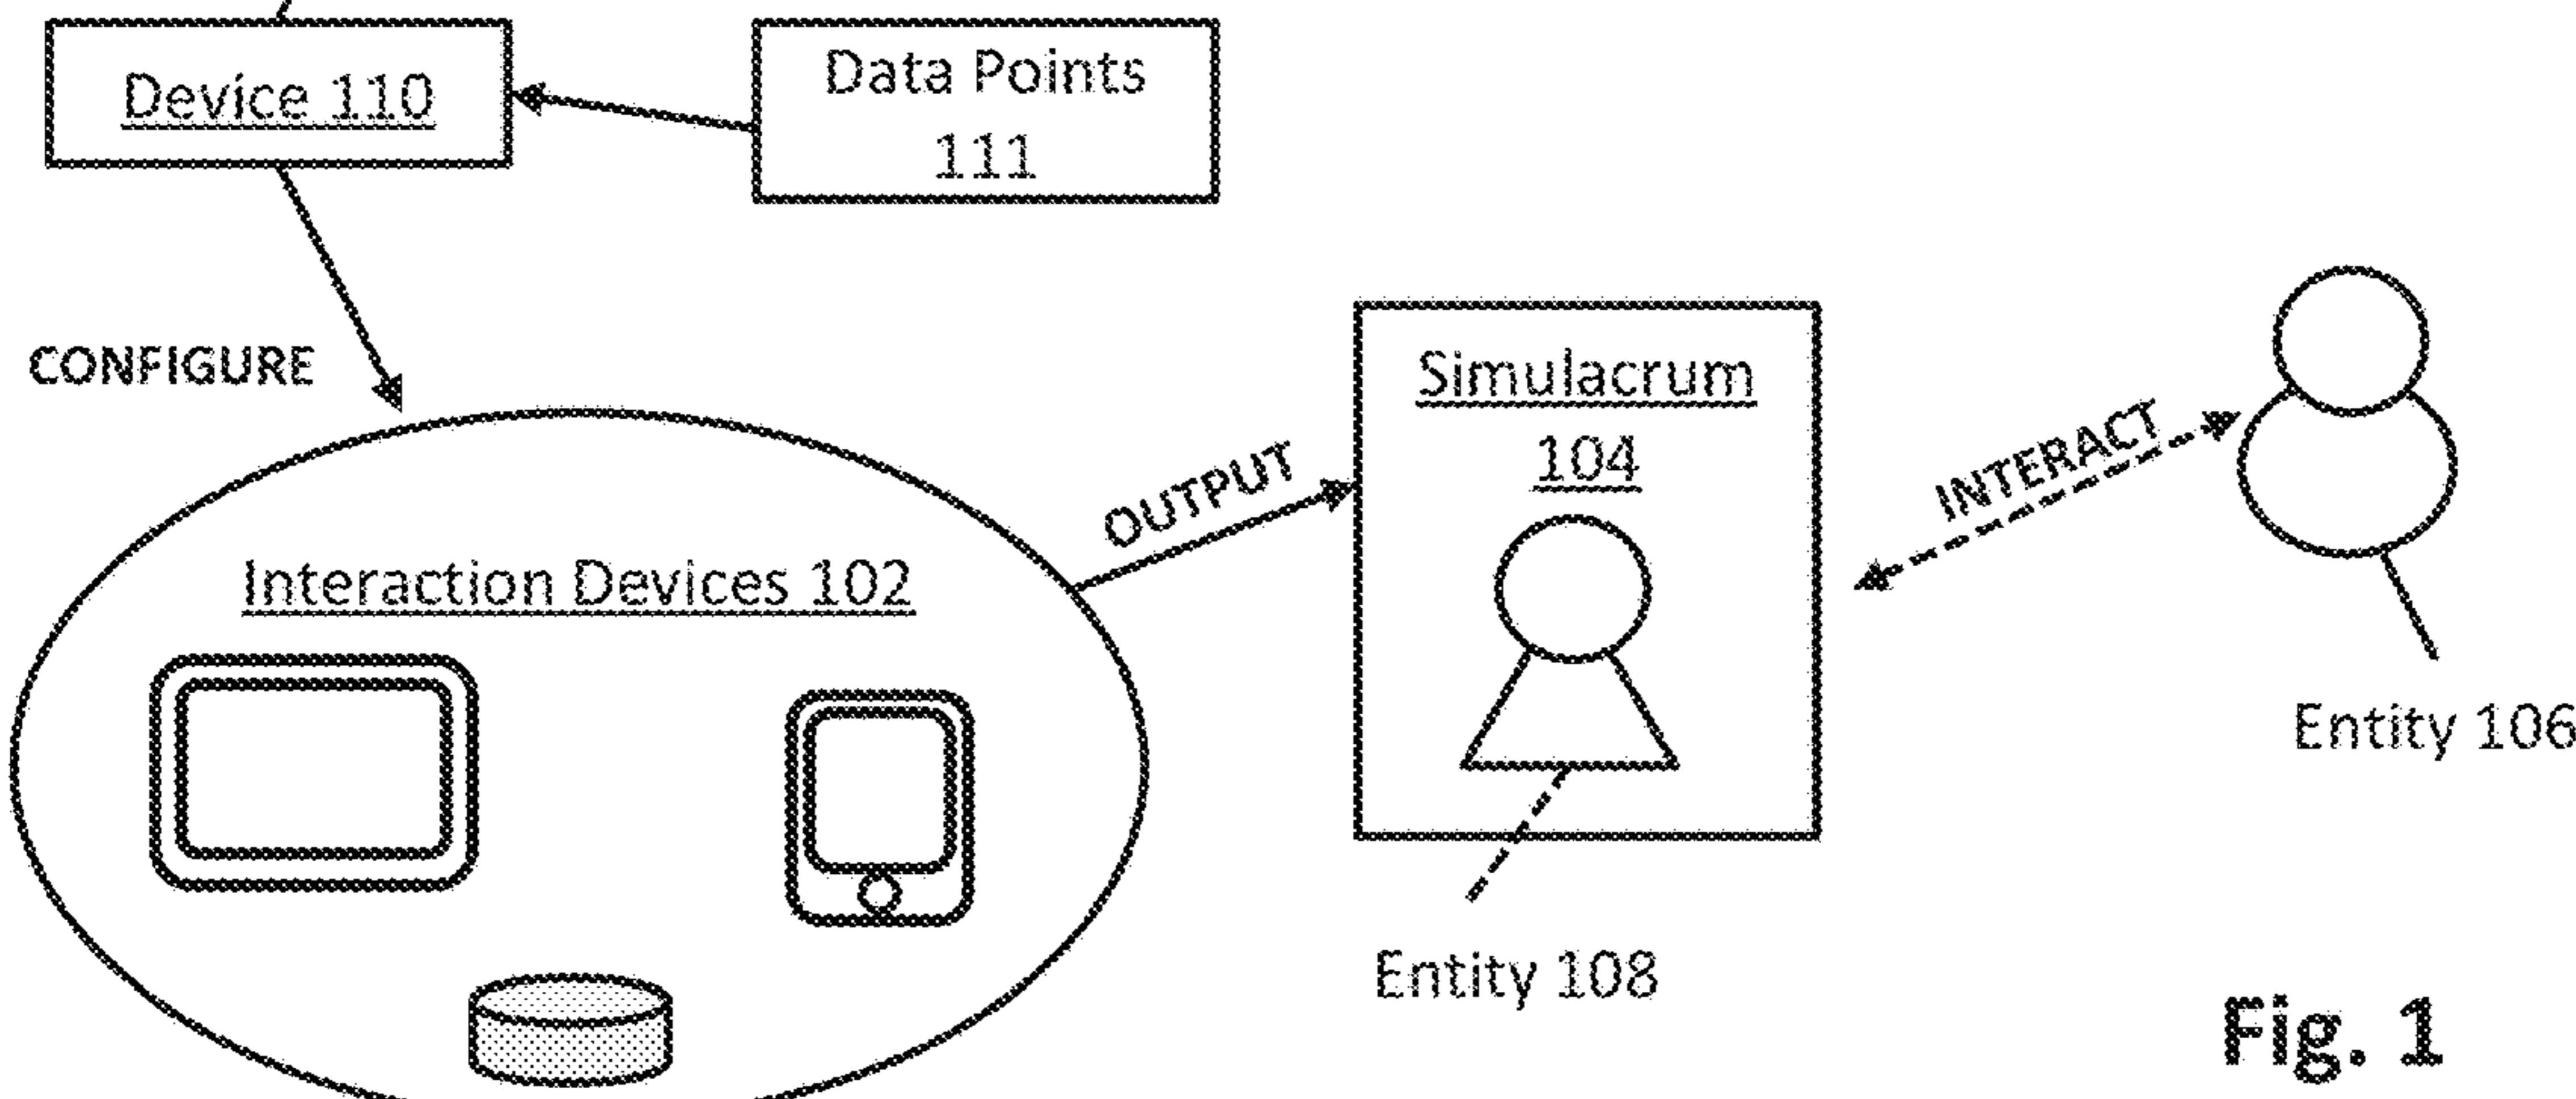 Device 110
Data Points
111
CONFIGURE
Simulacrum
104
OUTPUT
INTERACT
Interaction Devices 102
Entity 106
Entity 108
Fig. 1